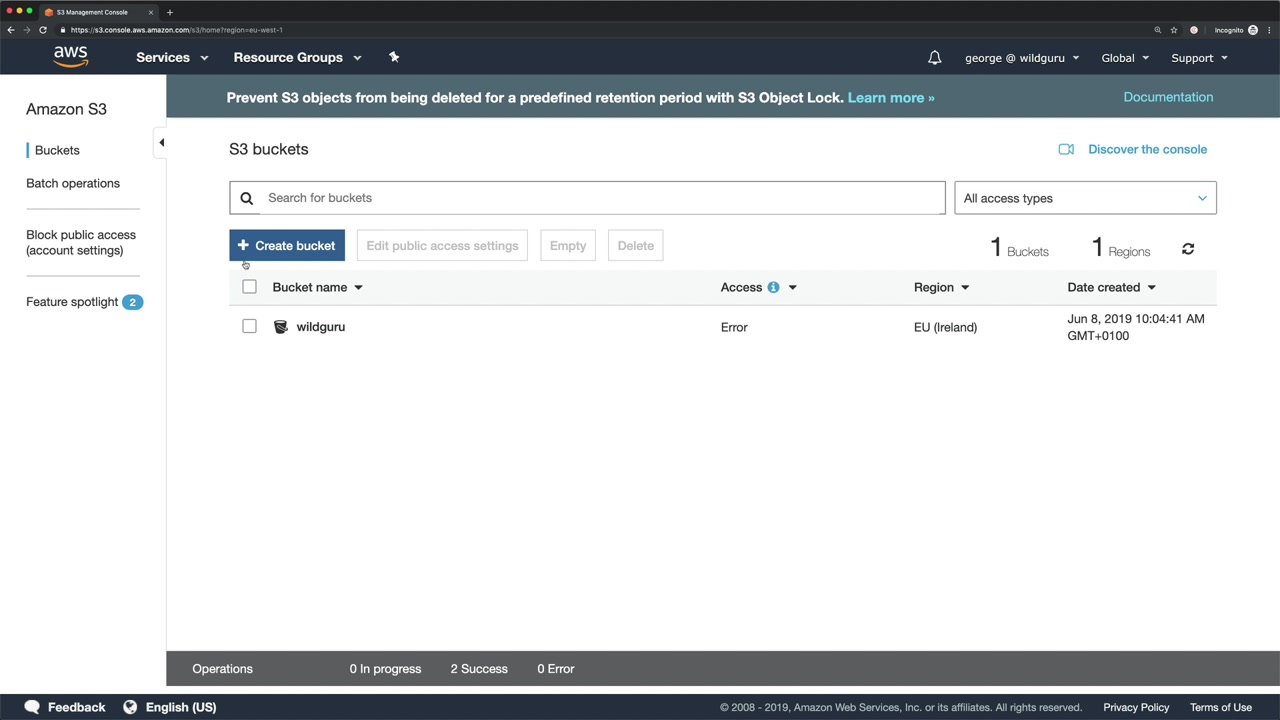 S3 Management Console
https://s3.console.aws.amazon.com/s3/home?region=eu-west-1
Incognito
aws
Services
Resource Groups
george @ wildguru
Global
Support
Amazon S3
Buckets
Batch operations
Block public access
(account settings)
Feature spotlight 2
Prevent S3 objects from being deleted for a predefined retention period with S3 Object Lock. Learn more »
Documentation
S3 buckets
Discover the console
Search for buckets
All access types
+ Create bucket
Edit public access settings
Empty
Delete
1 Buckets
1 Regions
Bucket name
Access
Region
Date created
wildguru
Error
EU (Ireland)
Jun 8, 2019 10:04:41 AM
GMT+0100
Operations
0 In progress
2 Success
0 Error
Feedback
English (US)
© 2008 - 2019, Amazon Web Services, Inc. or its affiliates. All rights reserved.
Privacy Policy
Terms of Use